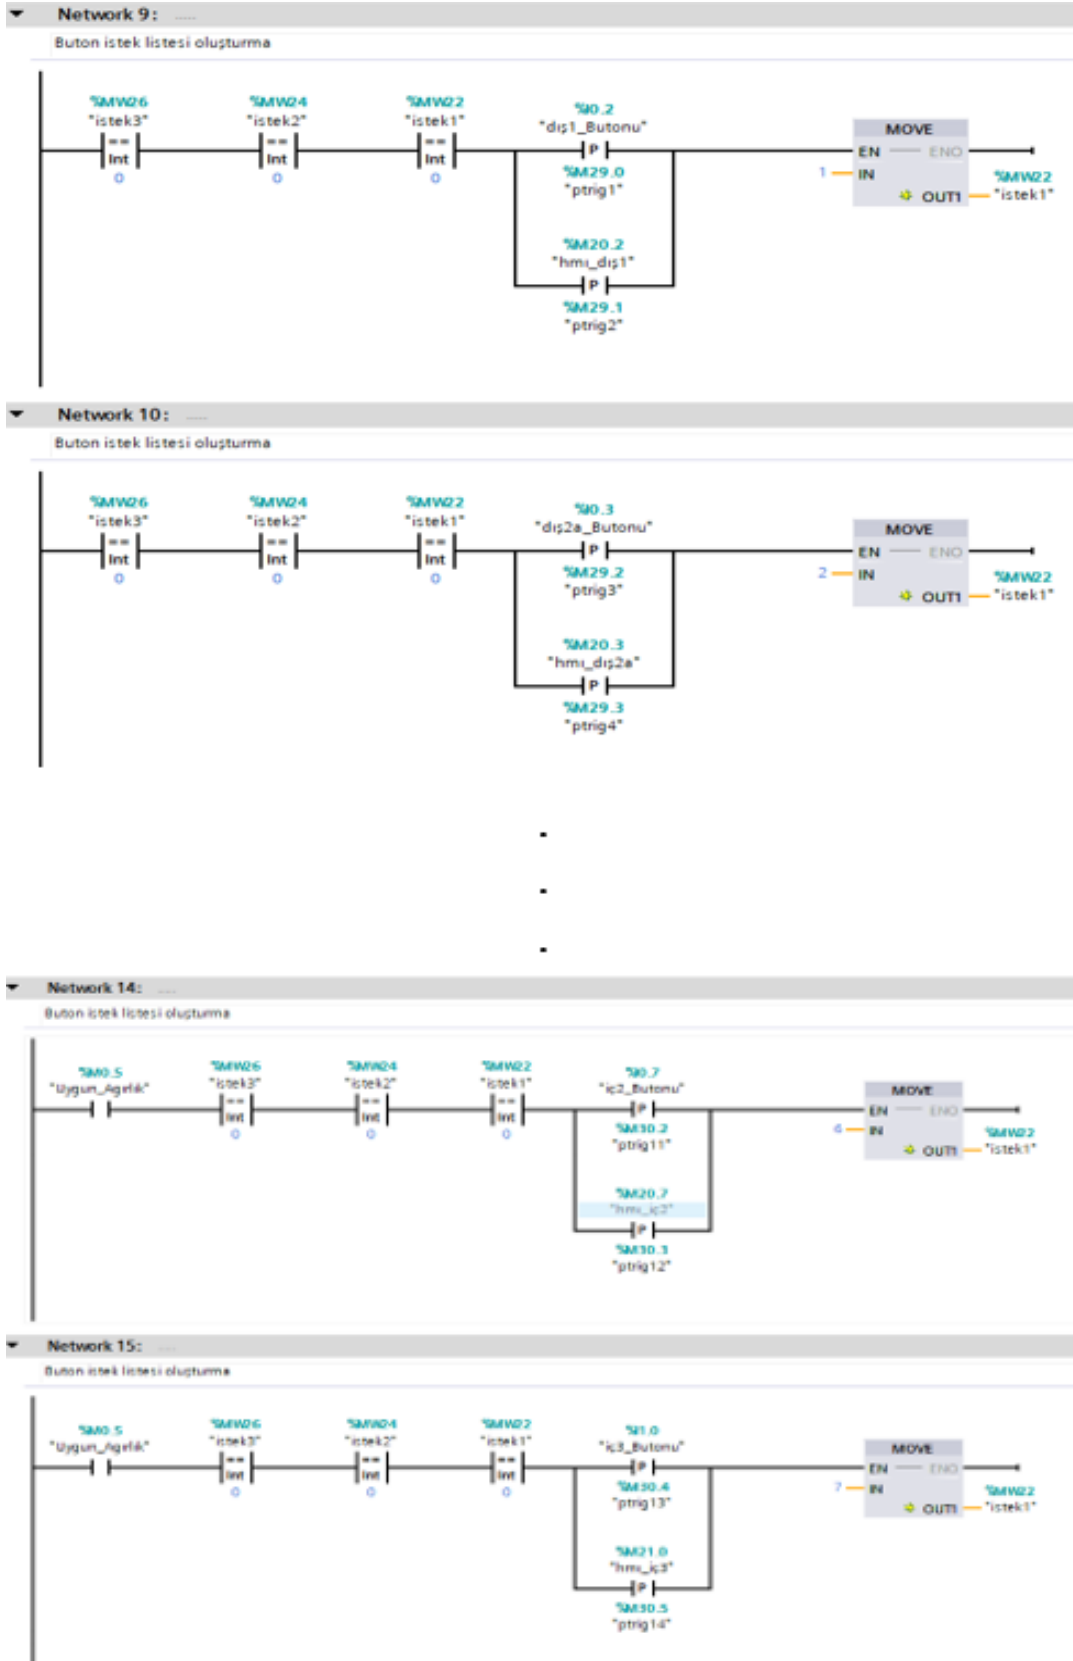 Network 9: .....
Buton istek listesi oluşturma
%MW26 %MW24 %MW22 %I0.2
"istek3" "istek2" "istek1" "dış1_Butonu"
== == == P MOVE
Int Int Int EN ENO
0 0 0 %M29.0 1 IN %MW22
"ptrig1" OUT1 "istek1"
%M20.2
"hmı_dış1"
P
%M29.1
"ptrig2"
Network 10: .....
Buton istek listesi oluşturma
%MW26 %MW24 %MW22 %I0.3
"istek3" "istek2" "istek1" "dış2a_Butonu"
== == == P MOVE
Int Int Int EN ENO
0 0 0 %M29.2 2 IN %MW22
"ptrig3" OUT1 "istek1"
%M20.3
"hmı_dış2a"
P
%M29.3
"ptrig4"
Network 14: .....
Buton istek listesi oluşturma
%M0.5 %MW26 %MW24 %MW22 %I0.7
"Uygun_Agırlık" "istek3" "istek2" "istek1" "iç2_Butonu"
== == == P MOVE
Int Int Int EN ENO
0 0 0 %M30.2 6 IN %MW22
"ptrig11" OUT1 "istek1"
%M20.7
"hmı_iç2"
P
%M30.3
"ptrig12"
Network 15: .....
Buton istek listesi oluşturma
%M0.5 %MW26 %MW24 %MW22 %I1.0
"Uygun_Agırlık" "istek3" "istek2" "istek1" "iç3_Butonu"
== == == P MOVE
Int Int Int EN ENO
0 0 0 %M30.4 7 IN %MW22
"ptrig13" OUT1 "istek1"
%M21.0
"hmı_iç3"
P
%M30.5
"ptrig14"